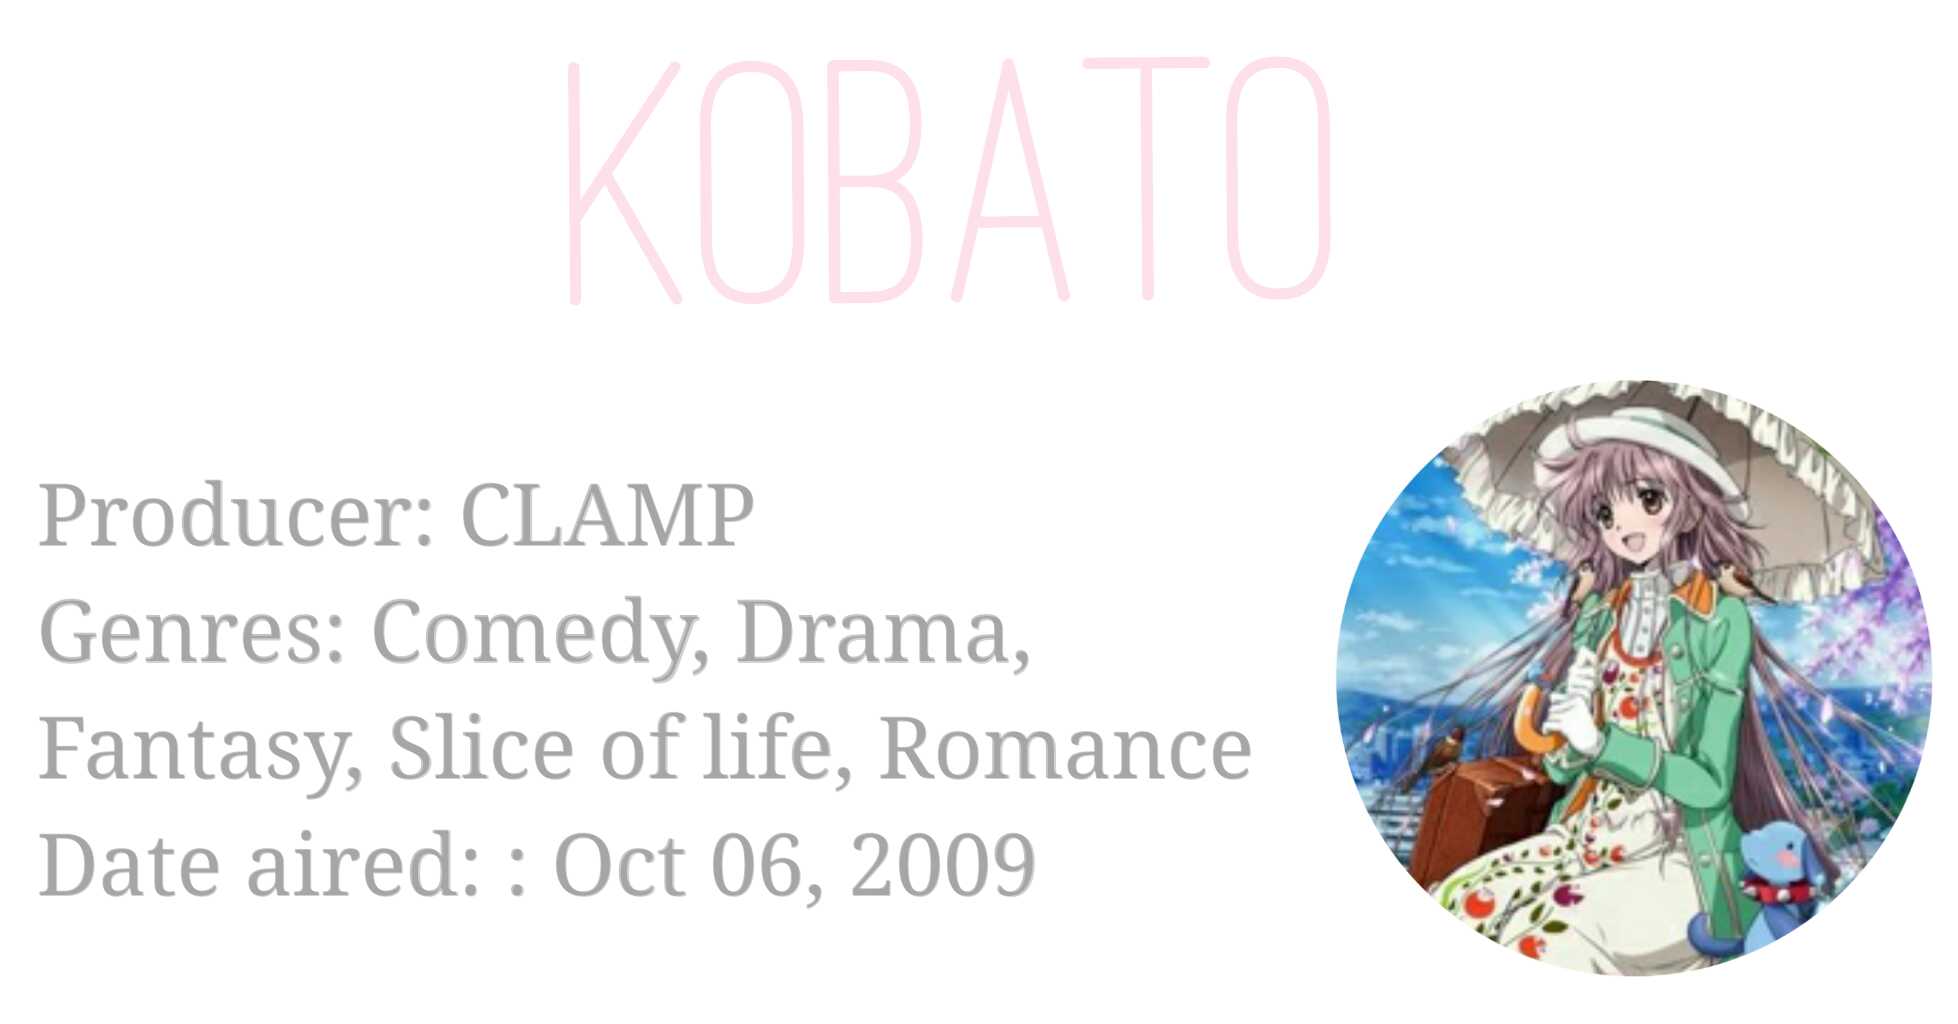 KOBATO
Producer: CLAMP
Genres: Comedy, Drama,
Fantasy, Slice of life, Romance
Date aired: : Oct 06, 2009